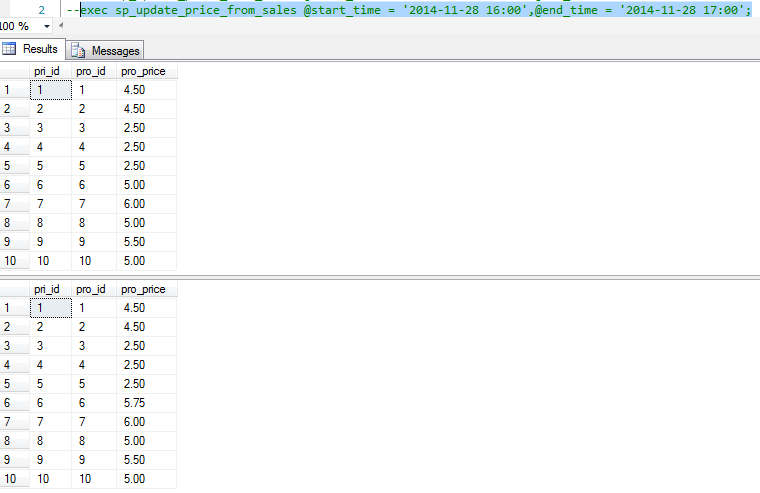 2 --exec sp_update_price_from_sales @start_time = '2014-11-28 16:00',@end_time = '2014-11-28 17:00';
100 %
Results Messages
pri_id pro_id pro_price
1 1 1 4.50
2 2 2 4.50
3 3 3 2.50
4 4 4 2.50
5 5 5 2.50
6 6 6 5.00
7 7 7 6.00
8 8 8 5.00
9 9 9 5.50
10 10 10 5.00
pri_id pro_id pro_price
1 1 1 4.50
2 2 2 4.50
3 3 3 2.50
4 4 4 2.50
5 5 5 2.50
6 6 6 5.75
7 7 7 6.00
8 8 8 5.00
9 9 9 5.50
10 10 10 5.00